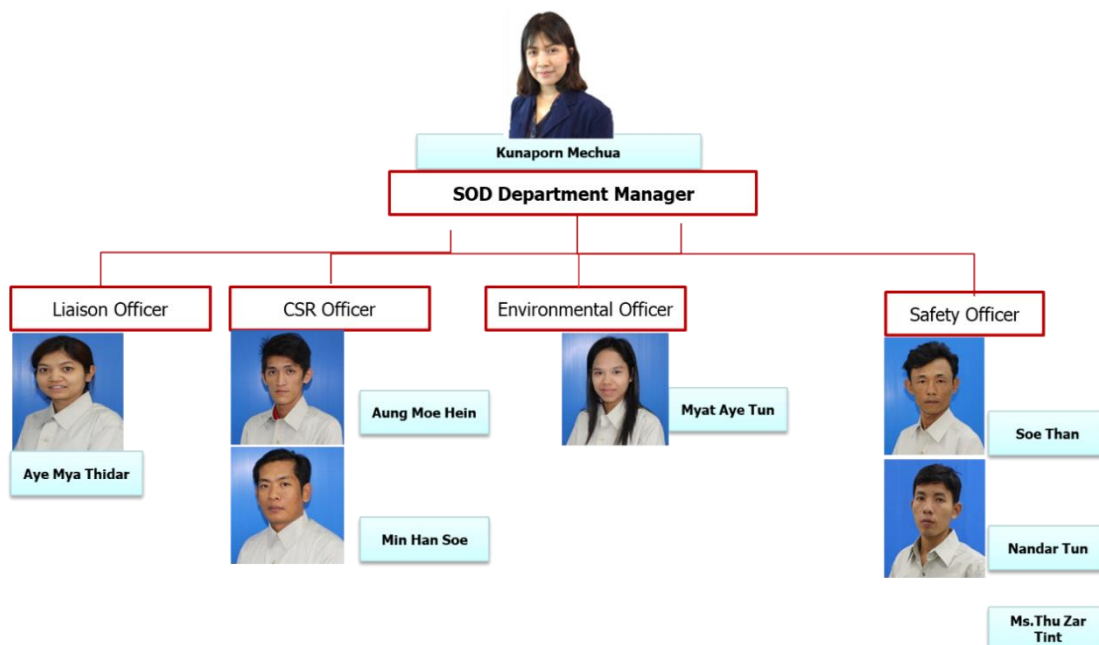 Kunaporn Mechua
SOD Department Manager
Liaison Officer
CSR Officer
Environmental Officer
Safety Officer
Aye Mya Thidar
Aung Moe Hein
Min Han Soe
Myat Aye Tun
Soe Than
Nandar Tun
Ms.Thu Zar
Tint